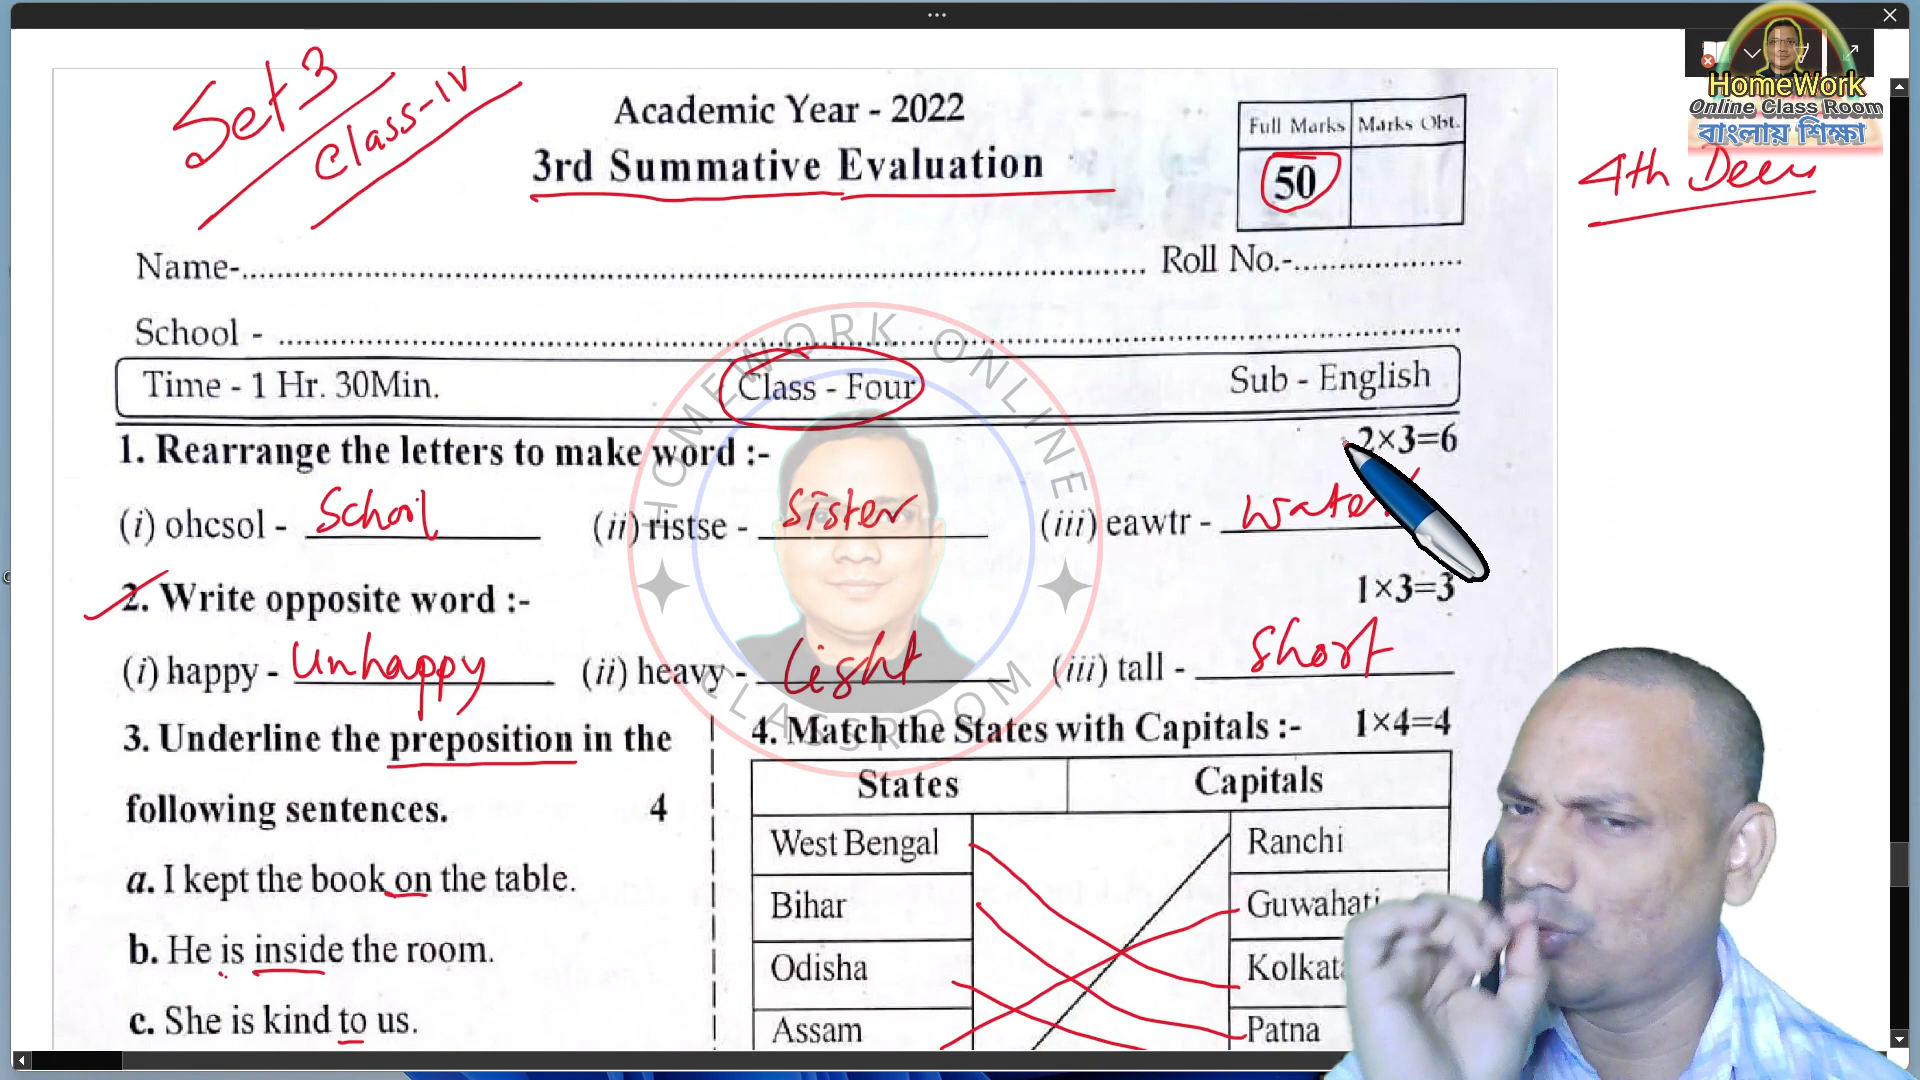 Set 3
Class-IV
Academic Year - 2022
3rd Summative Evaluation
Full Marks Marks Obt.
50
HomeWork
Online Class Room
বাংলায় শিক্ষা
4th
Name-
Roll No.-
School -
Time - 1 Hr. 30Min. Class - Four Sub - English
1. Rearrange the letters to make word :- 2×3=6
(i) ohcsol - School (ii) ristse - Sister (iii) eawtr - water
2. Write opposite word :- 1×3=3
(i) happy - Unhappy (ii) heavy - Light (iii) tall - Short
3. Underline the preposition in the
following sentences. 4
a. I kept the book on the table.
b. He is inside the room.
c. She is kind to us.
4. Match the States with Capitals :- 1×4=4
States Capitals
West Bengal Ranchi
Bihar Guwahati
Odisha Kolkata
Assam Patna
HOMEWORK ONLINE
CLASSROOM